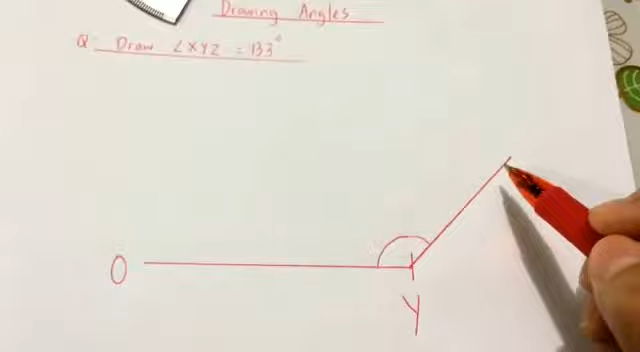 Drawing Angles
Q: Draw ∠XYZ = 133°
O
Y